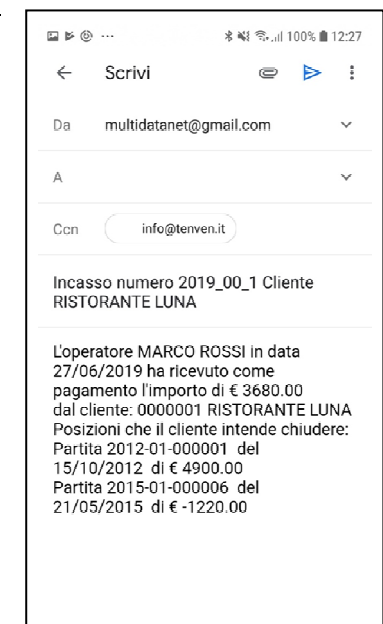 ... 100% 12:27
Scrivi
Da multidatanet@gmail.com
A
Ccn info@tenven.it
Incasso numero 2019_00_1 Cliente
RISTORANTE LUNA
L'operatore MARCO ROSSI in data
27/06/2019 ha ricevuto come
pagamento l'importo di € 3680.00
dal cliente: 0000001 RISTORANTE LUNA
Posizioni che il cliente intende chiudere:
Partita 2012-01-000001 del
15/10/2012 di € 4900.00
Partita 2015-01-000006 del
21/05/2015 di € -1220.00